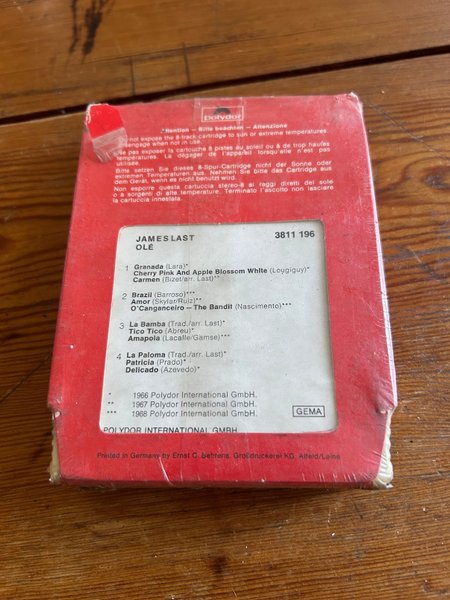 Polydor
Attention - Bitte beachten - Attenzione
not expose the 8-track cartridge to sun or extreme temperatures
disengage when not in use.
pas exposer la cartouche 8 pistes au soleil ou à de trop hautes
températures. La dégager de l'appareil lorsqu'elle n'est pas
utilisée.
Bitte setzen Sie dieses 8-Spur-Cartridge nicht der Sonne oder
extremen Temperaturen aus. Nehmen Sie bitte das Cartridge aus
dem Gerät, wenn es nicht benutzt wird.
Non esporre questa cartuccia stereo-8 ai raggi diretti del sole
o a sorgenti di alte temperature. Terminato l'ascolto non lasciare
la cartuccia innestata.
JAMES LAST 3811 196
OLÉ
1 Granada (Lara)*
Cherry Pink And Apple Blossom White (Loygiguy)*
Carmen (Bizet/arr. Last)**
2 Brazil (Barroso)***
Amor (Skylar/Ruiz)**
O'Canganceiro – The Bandit (Nascimento)***
3 La Bamba (Trad./arr. Last)*
Tico Tico (Abreu)*
Amapola (Lacalle/Gamse)***
4 La Paloma (Trad./arr. Last)*
Patricia (Prado)*
Delicado (Azevedo)*
* 1966 Polydor International GmbH.
** 1967 Polydor International GmbH.
*** 1968 Polydor International GmbH.
GEMA
POLYDOR INTERNATIONAL GMBH
Printed in Germany by Ernst C. Behrens, Großdruckerei KG, Alfeld/Leine